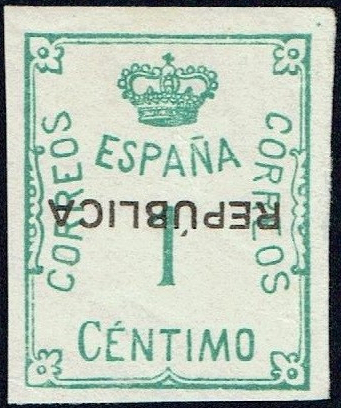 ESPAÑA
CORREOS
CORREOS
REPÚBLICA
1
CÉNTIMO